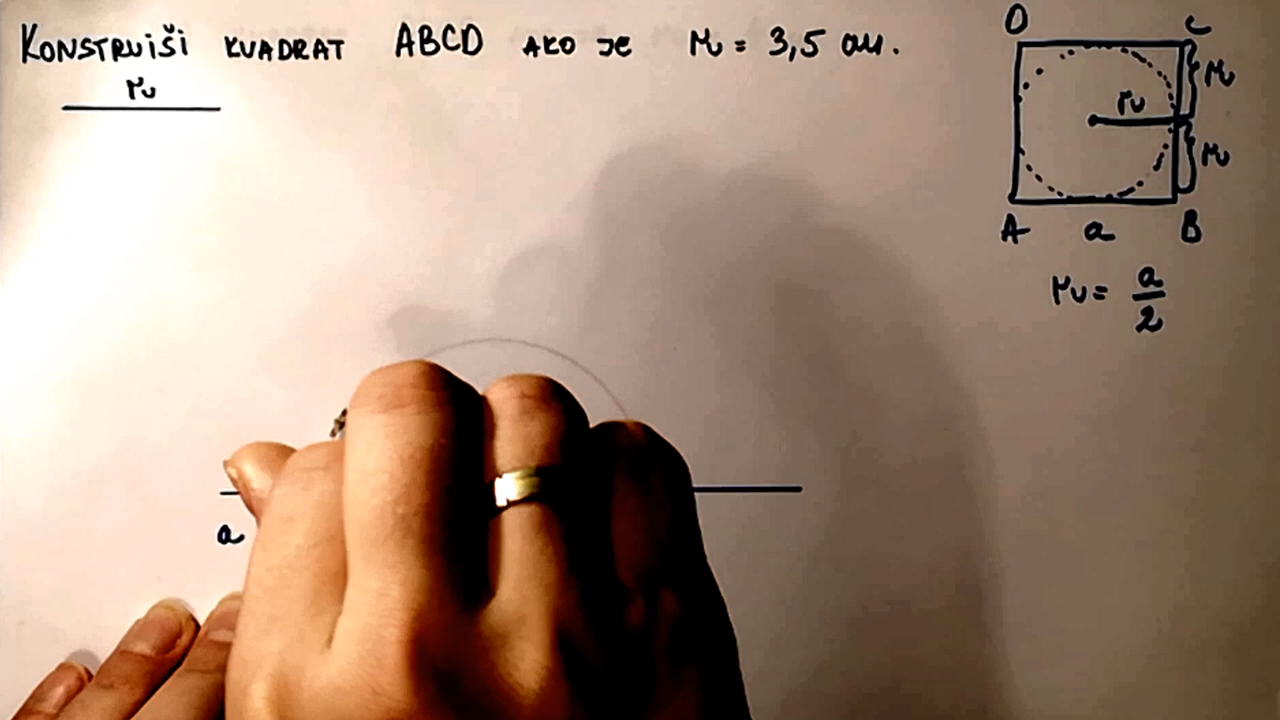 KONSTRUIŠI KVADRAT ABCD AKO JE ru = 3,5 cm.
ru
D C
ru
ru
ru
A a B
ru = a/2
a